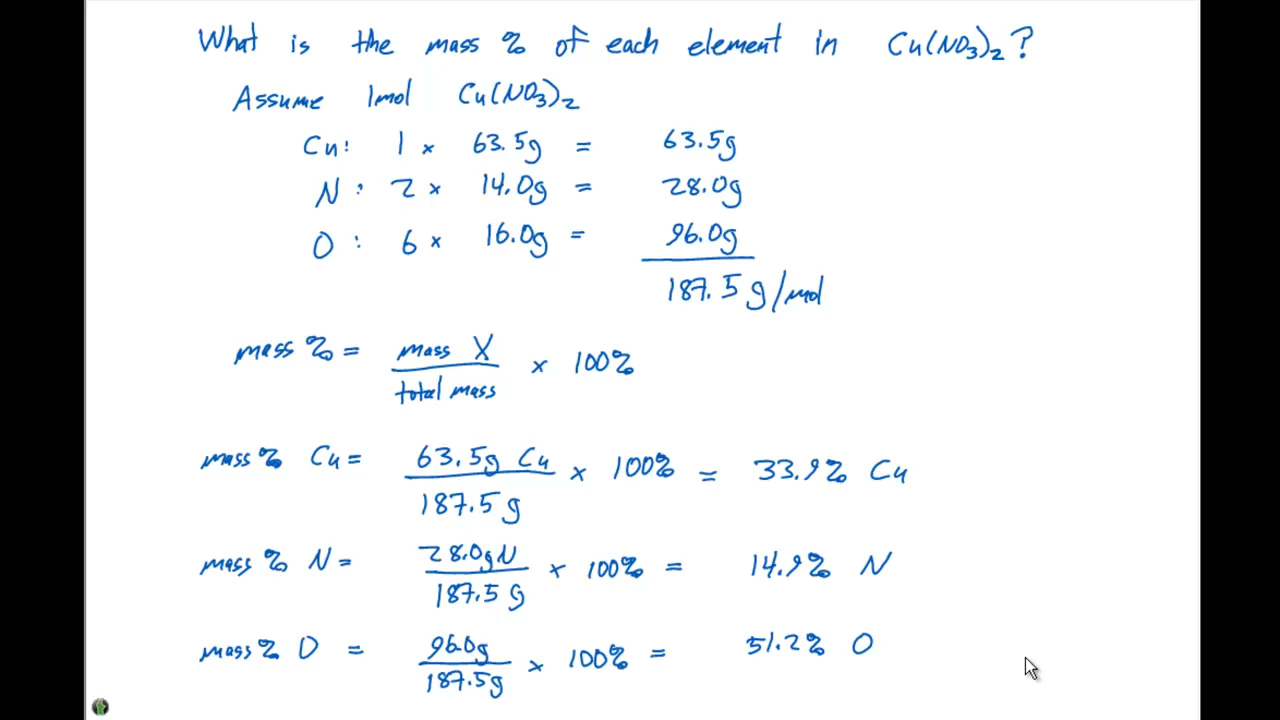 What is the mass % of each element in Cu(NO₃)₂?
Assume 1mol Cu(NO₃)₂
Cu: 1 × 63.5g = 63.5g
N: 2 × 14.0g = 28.0g
O: 6 × 16.0g = 96.0g
187.5 g/mol
mass % = mass X / total mass × 100%
mass % Cu = 63.5g Cu / 187.5 g × 100% = 33.9% Cu
mass % N = 28.0g N / 187.5 g × 100% = 14.9% N
mass % O = 96.0g / 187.5g × 100% = 51.2% O